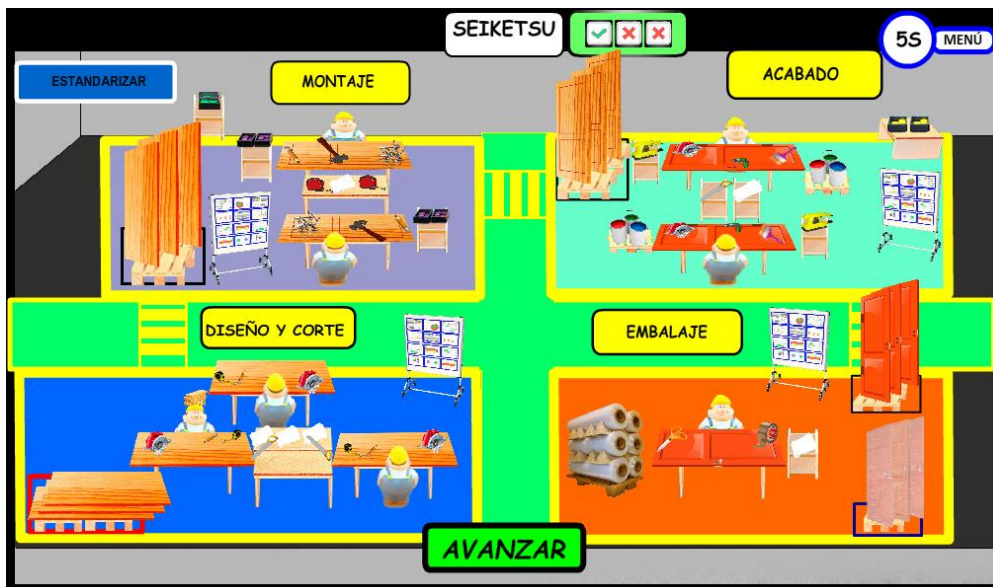 SEIKETSU
5S
MENÚ
ESTANDARIZAR
MONTAJE
ACABADO
DISEÑO Y CORTE
EMBALAJE
AVANZAR